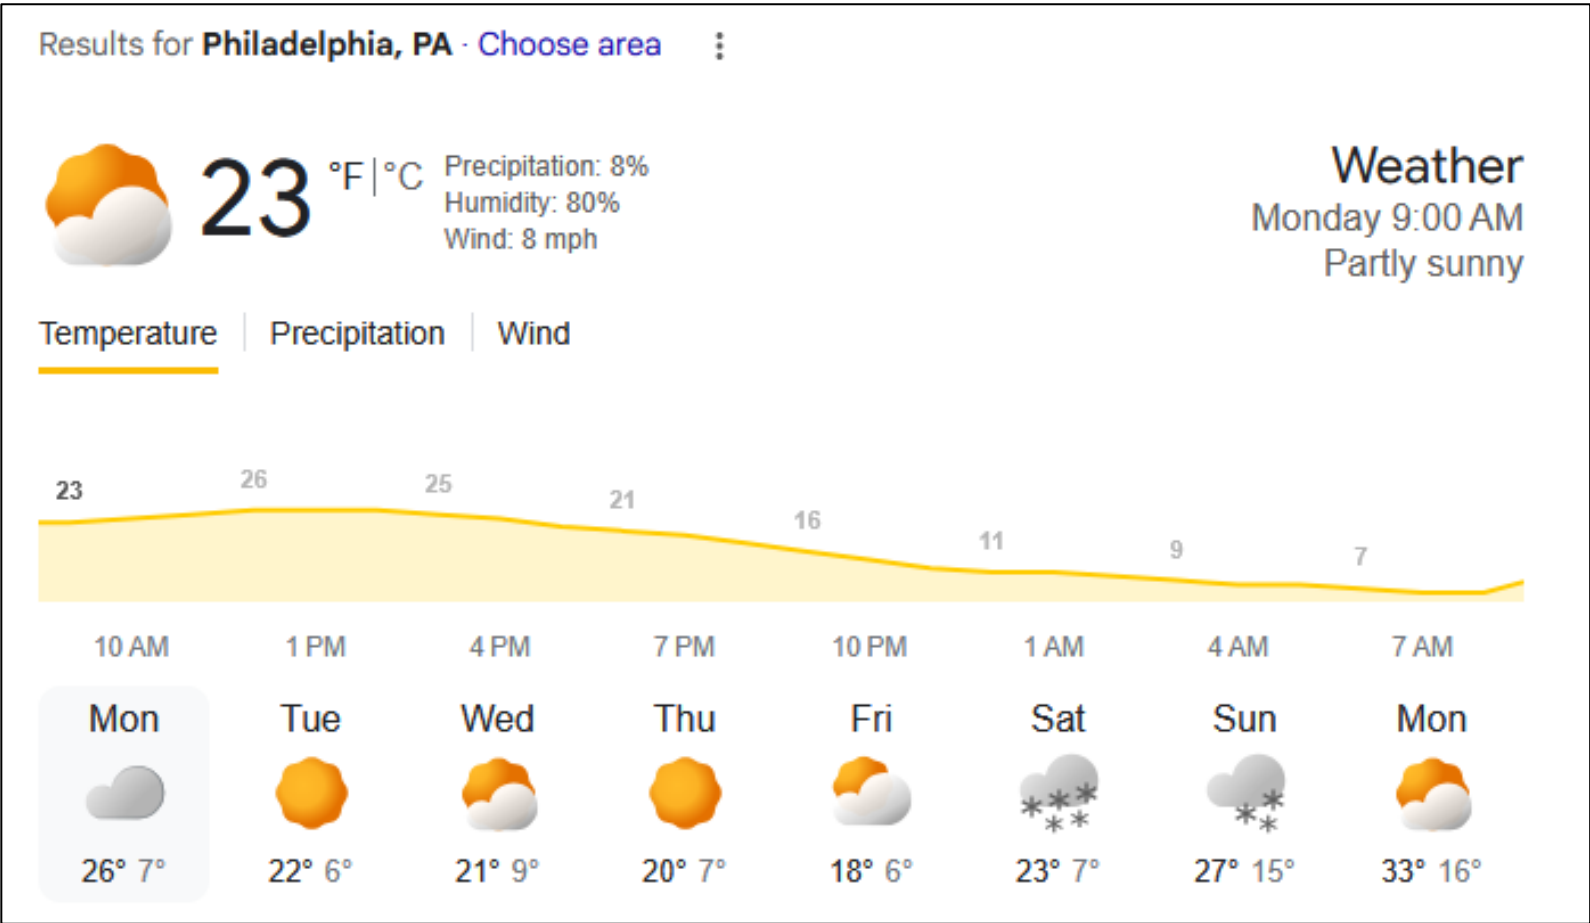 Results for Philadelphia, PA · Choose area
23 °F|°C
Precipitation: 8%
Humidity: 80%
Wind: 8 mph
Weather
Monday 9:00 AM
Partly sunny
Temperature | Precipitation | Wind
23 26 25 21 16 11 9 7
10 AM 1 PM 4 PM 7 PM 10 PM 1 AM 4 AM 7 AM
Mon Tue Wed Thu Fri Sat Sun Mon
26° 7° 22° 6° 21° 9° 20° 7° 18° 6° 23° 7° 27° 15° 33° 16°